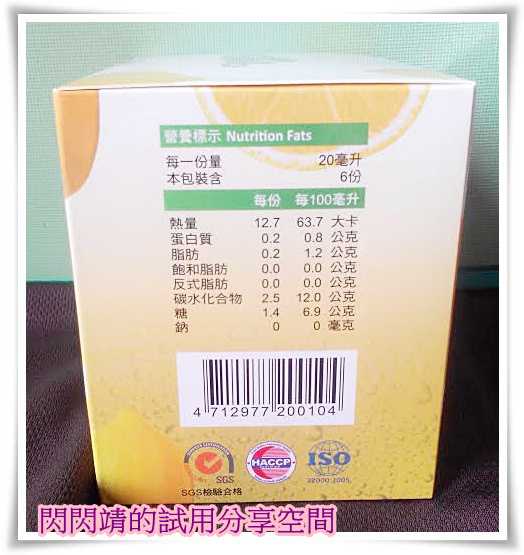 營養標示 Nutrition Fats
每一份量 20毫升
本包裝含 6份
每份 每100毫升
熱量 12.7 63.7 大卡
蛋白質 0.2 0.8 公克
脂肪 0.2 1.2 公克
飽和脂肪 0.0 0.0 公克
反式脂肪 0.0 0.0 公克
碳水化合物 2.5 12.0 公克
糖 1.4 6.9 公克
鈉 0 0 毫克
4 712977 200104
SGS
HACCP
ISO
22000:2005
SGS檢驗合格
閃閃靖的試用分享空間